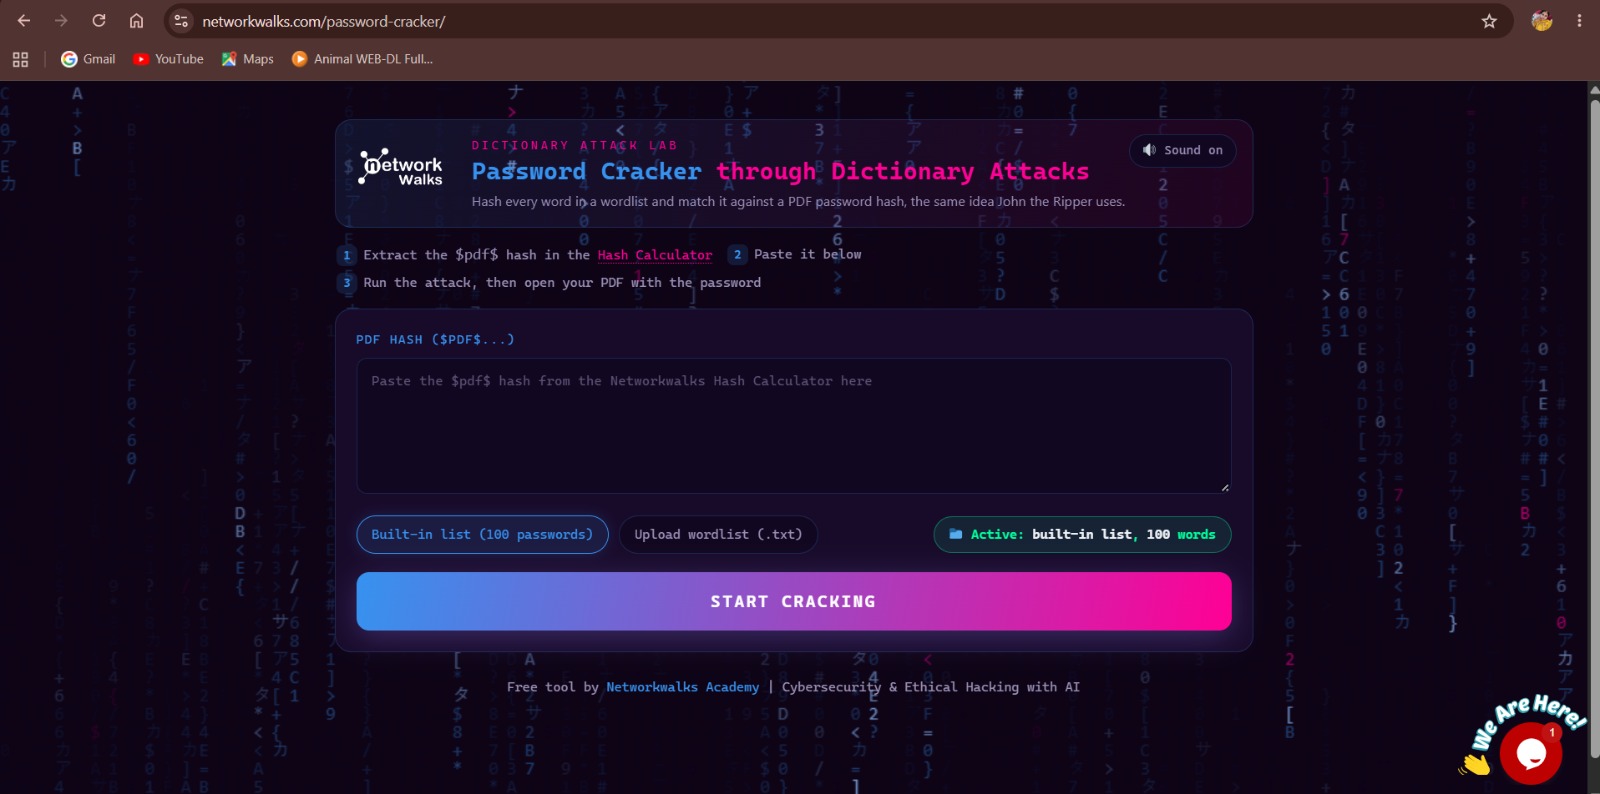 networkwalks.com/password-cracker/
Gmail YouTube Maps Animal WEB-DL Full...
network
Walks
DICTIONARY ATTACK LAB
Password Cracker through Dictionary Attacks
Hash every word in a wordlist and match it against a PDF password hash, the same idea John the Ripper uses.
Sound on
1 Extract the $pdf$ hash in the Hash Calculator 2 Paste it below
3 Run the attack, then open your PDF with the password
PDF HASH ($PDF$...)
Paste the $pdf$ hash from the Networkwalks Hash Calculator here
Built-in list (100 passwords) Upload wordlist (.txt) Active: built-in list, 100 words
START CRACKING
Free tool by Networkwalks Academy | Cybersecurity & Ethical Hacking with AI
We Are Here!
1